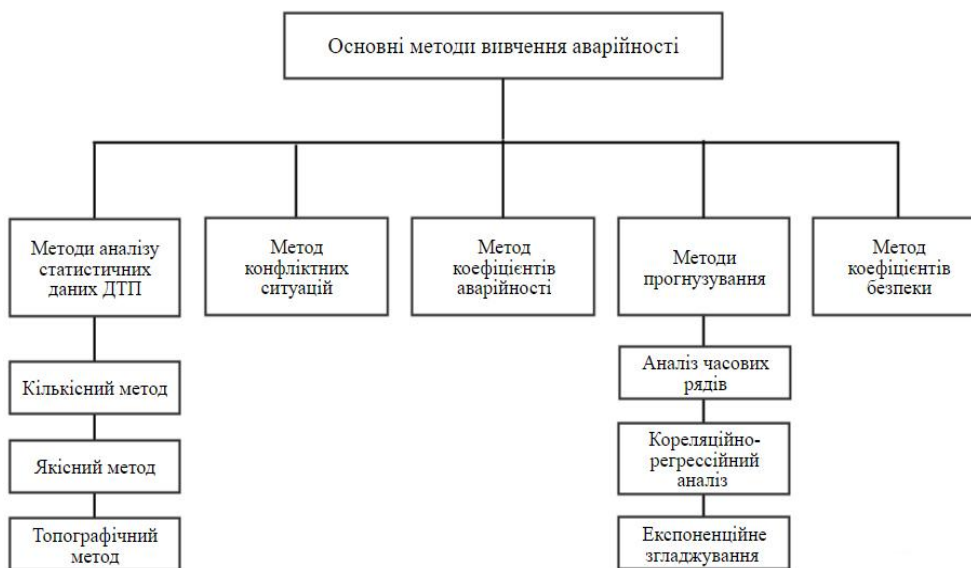 Основні методи вивчення аварійності
Методи аналізу
статистичних
даних ДТП
Метод
конфліктних
ситуацій
Метод
коефіцієнтів
аварійності
Методи
прогнузування
Метод
коефіцієнтів
безпеки
Кількісний метод
Якісний метод
Топографічний
метод
Аналіз часових
рядів
Кореляційно-
регрессійний
аналіз
Експоненційне
згладжування